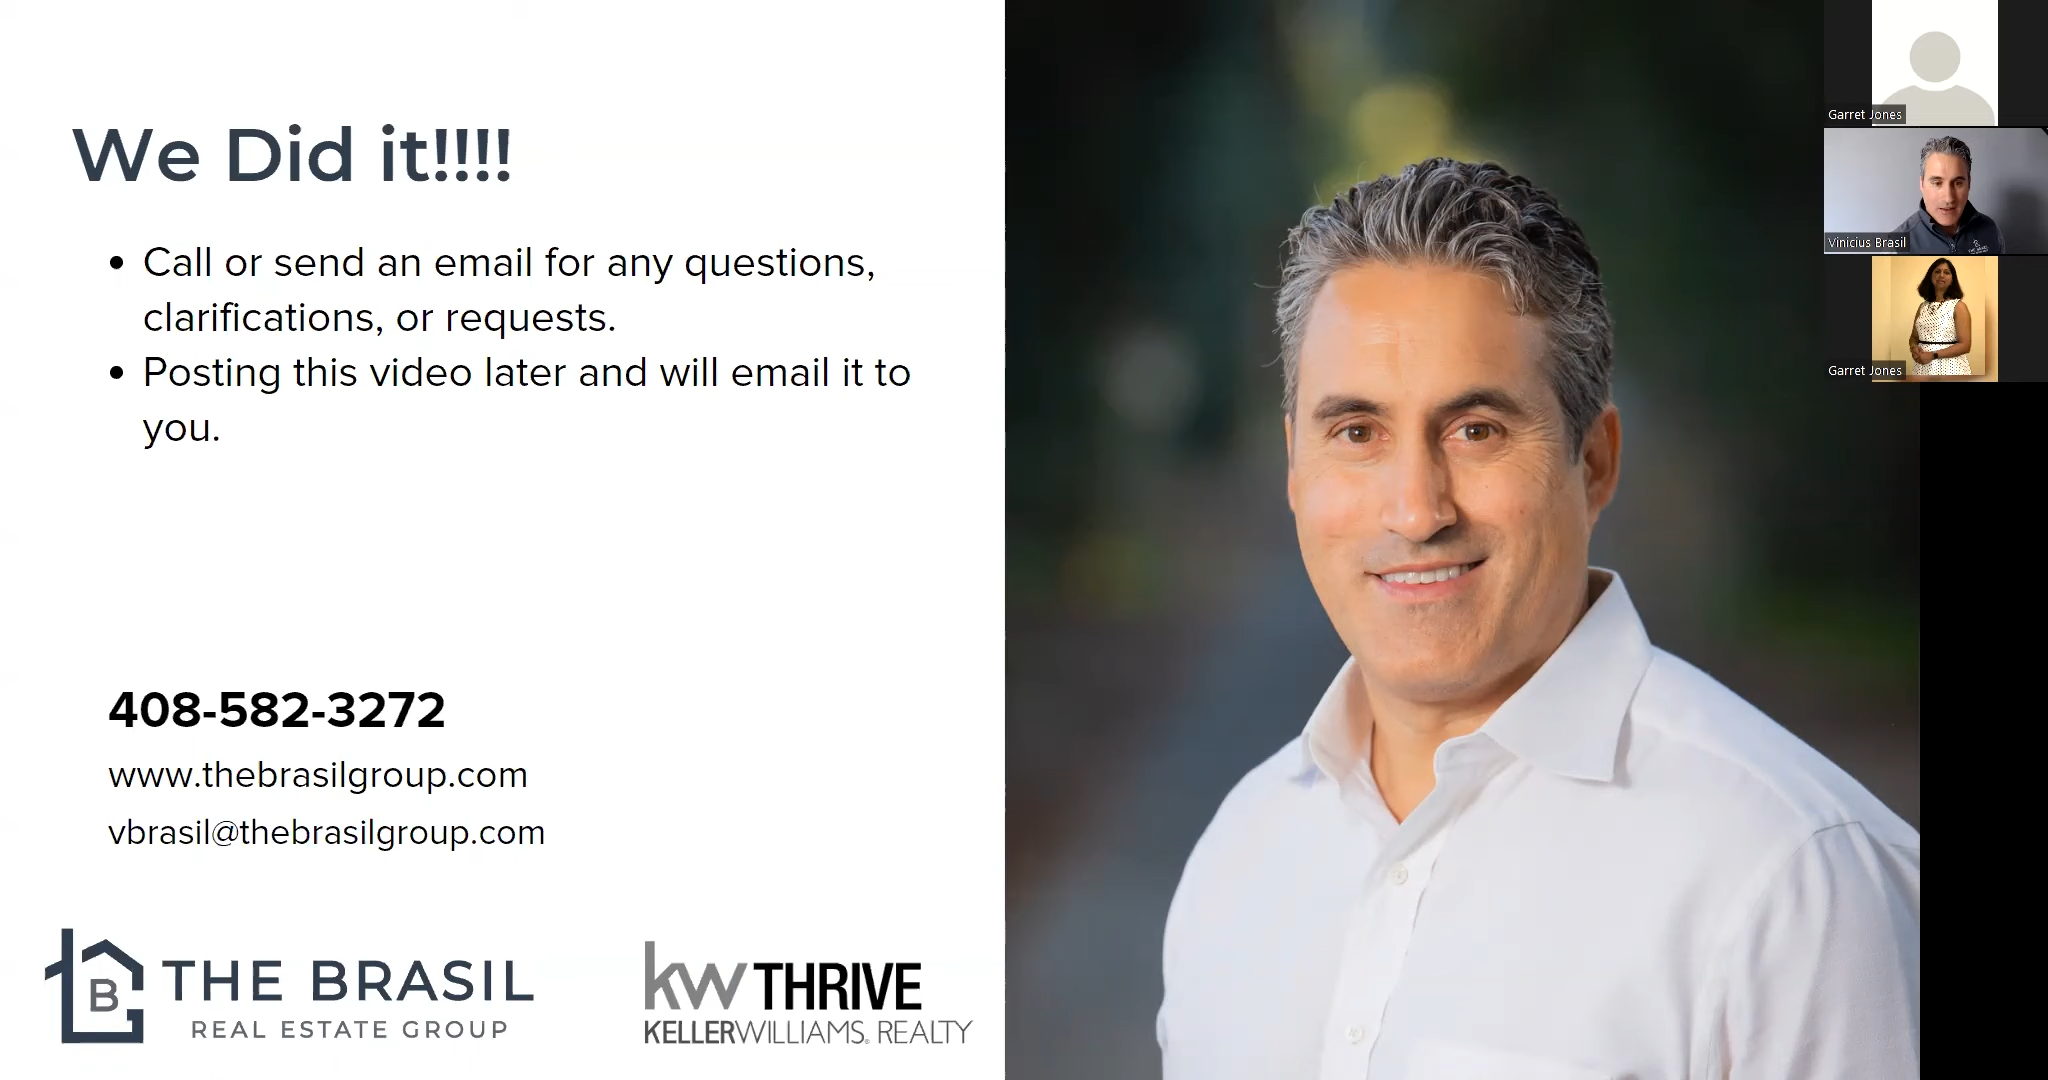 We Did it!!!!
Call or send an email for any questions,
clarifications, or requests.
Posting this video later and will email it to
you.
408-582-3272
www.thebrasilgroup.com
vbrasil@thebrasilgroup.com
B
THE BRASIL
REAL ESTATE GROUP
kw THRIVE
KELLERWILLIAMS. REALTY
Garret Jones
Vinicius Brasil
Garret Jones